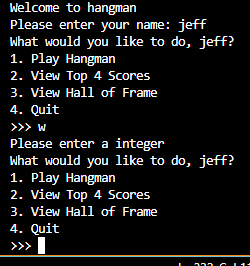 Welcome to hangman
Please enter your name: jeff
What would you like to do, jeff?
1. Play Hangman
2. View Top 4 Scores
3. View Hall of Frame
4. Quit
>>> w
Please enter a integer
What would you like to do, jeff?
1. Play Hangman
2. View Top 4 Scores
3. View Hall of Frame
4. Quit
>>>